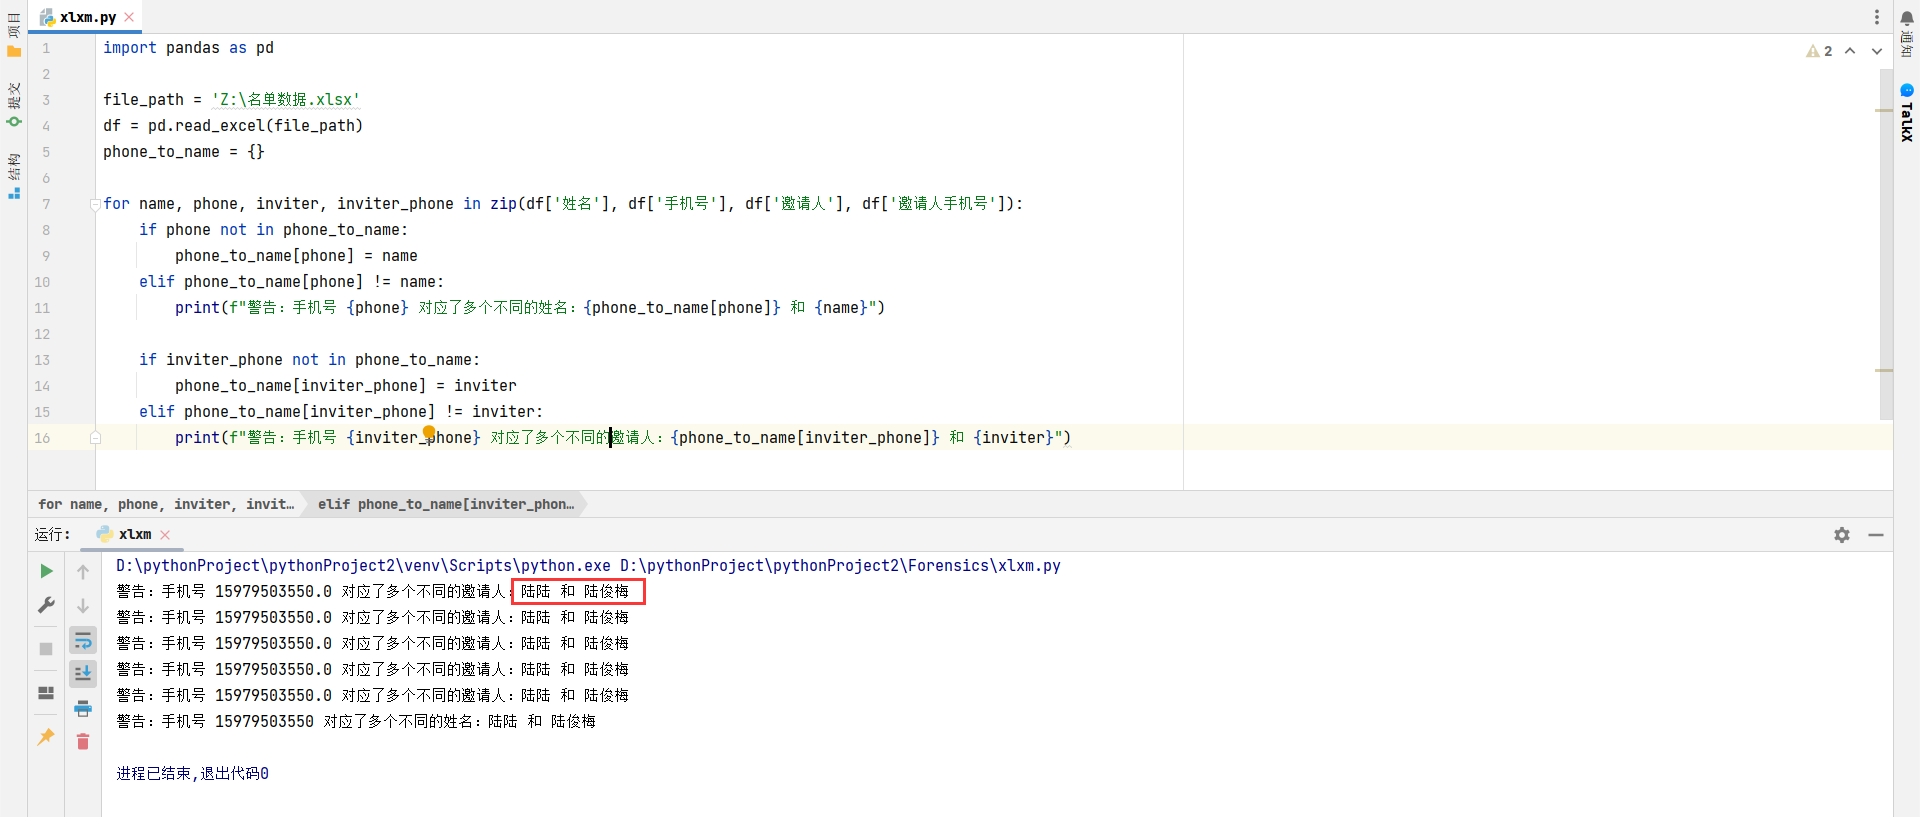 xlxm.py
2
1 import pandas as pd
2
3 file_path = 'Z:\名单数据.xlsx'
4 df = pd.read_excel(file_path)
5 phone_to_name = {}
6
7 for name, phone, inviter, inviter_phone in zip(df['姓名'], df['手机号'], df['邀请人'], df['邀请人手机号']):
8 if phone not in phone_to_name:
9 phone_to_name[phone] = name
10 elif phone_to_name[phone] != name:
11 print(f"警告：手机号 {phone} 对应了多个不同的姓名：{phone_to_name[phone]} 和 {name}")
12
13 if inviter_phone not in phone_to_name:
14 phone_to_name[inviter_phone] = inviter
15 elif phone_to_name[inviter_phone] != inviter:
16 print(f"警告：手机号 {inviter_phone} 对应了多个不同的邀请人：{phone_to_name[inviter_phone]} 和 {inviter}")
for name, phone, inviter, invit… elif phone_to_name[inviter_phon…
运行: xlxm
D:\pythonProject\pythonProject2\venv\Scripts\python.exe D:\pythonProject\pythonProject2\Forensics\xlxm.py
警告：手机号 15979503550.0 对应了多个不同的邀请人：陆陆 和 陆俊梅
警告：手机号 15979503550.0 对应了多个不同的邀请人：陆陆 和 陆俊梅
警告：手机号 15979503550.0 对应了多个不同的邀请人：陆陆 和 陆俊梅
警告：手机号 15979503550.0 对应了多个不同的邀请人：陆陆 和 陆俊梅
警告：手机号 15979503550.0 对应了多个不同的邀请人：陆陆 和 陆俊梅
警告：手机号 15979503550 对应了多个不同的姓名：陆陆 和 陆俊梅
进程已结束,退出代码0
项目
提交
结构
通知
TalkX